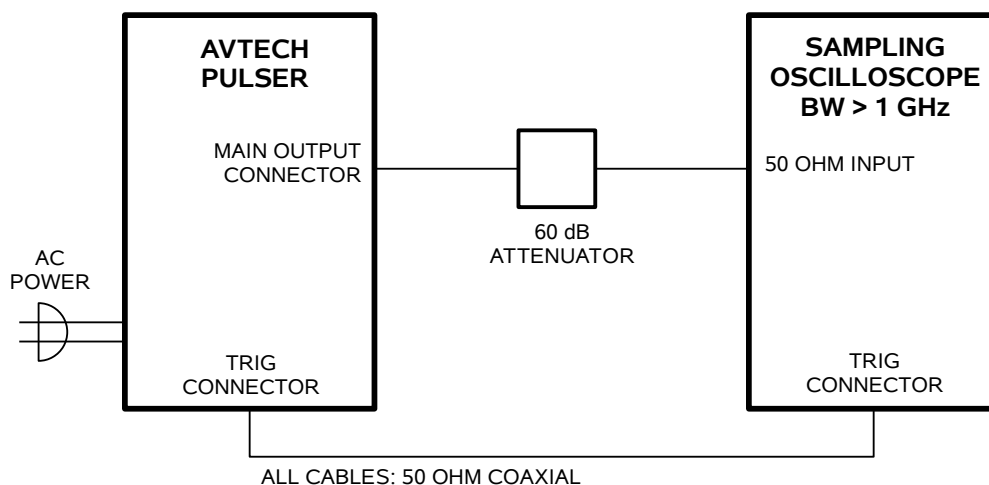 AVTECH
PULSER
MAIN OUTPUT
CONNECTOR
AC
POWER
TRIG
CONNECTOR
60 dB
ATTENUATOR
SAMPLING
OSCILLOSCOPE
BW > 1 GHz
50 OHM INPUT
TRIG
CONNECTOR
ALL CABLES: 50 OHM COAXIAL